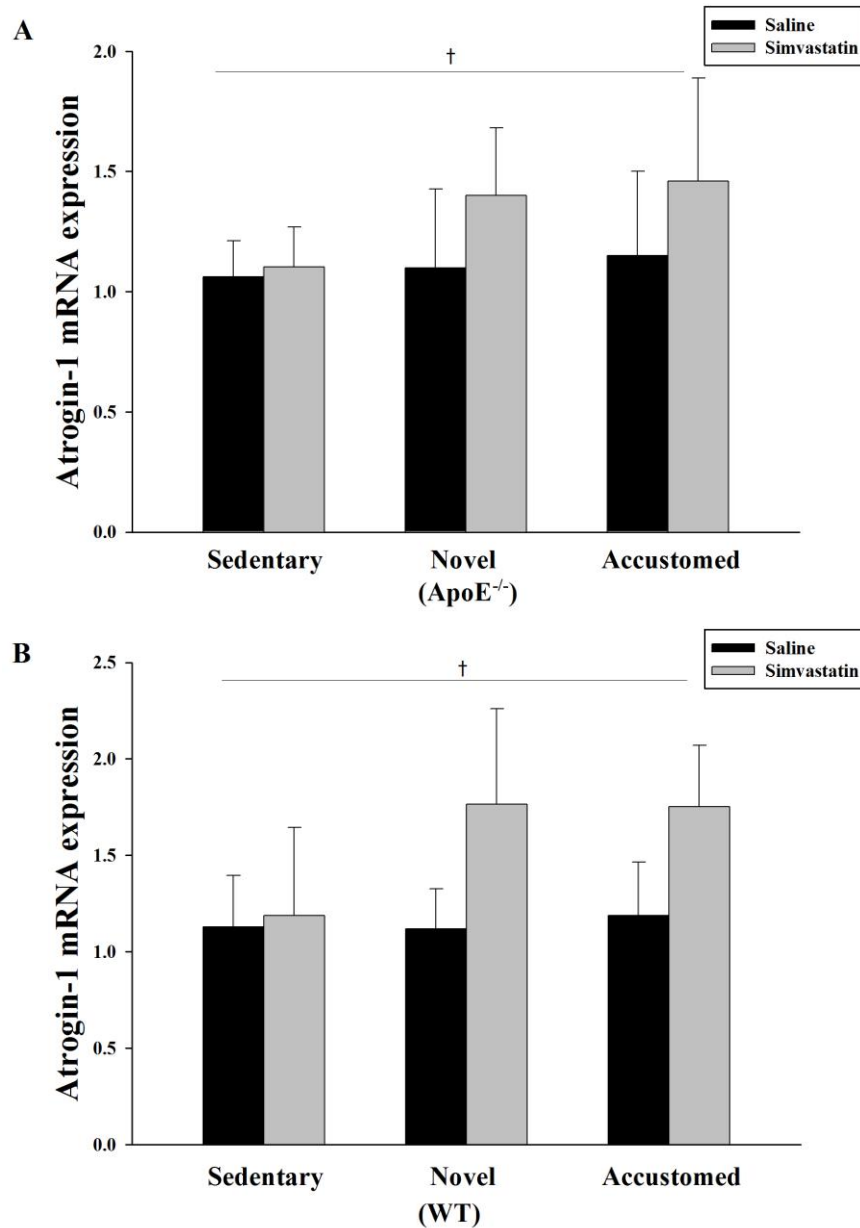 A
Saline
Simvastatin
†
2.0
1.5
1.0
0.5
0.0
Atrogin-1 mRNA expression
Sedentary Novel Accustomed
(ApoE-/-)
B
Saline
Simvastatin
†
2.5
2.0
1.5
1.0
0.5
0.0
Atrogin-1 mRNA expression
Sedentary Novel Accustomed
(WT)